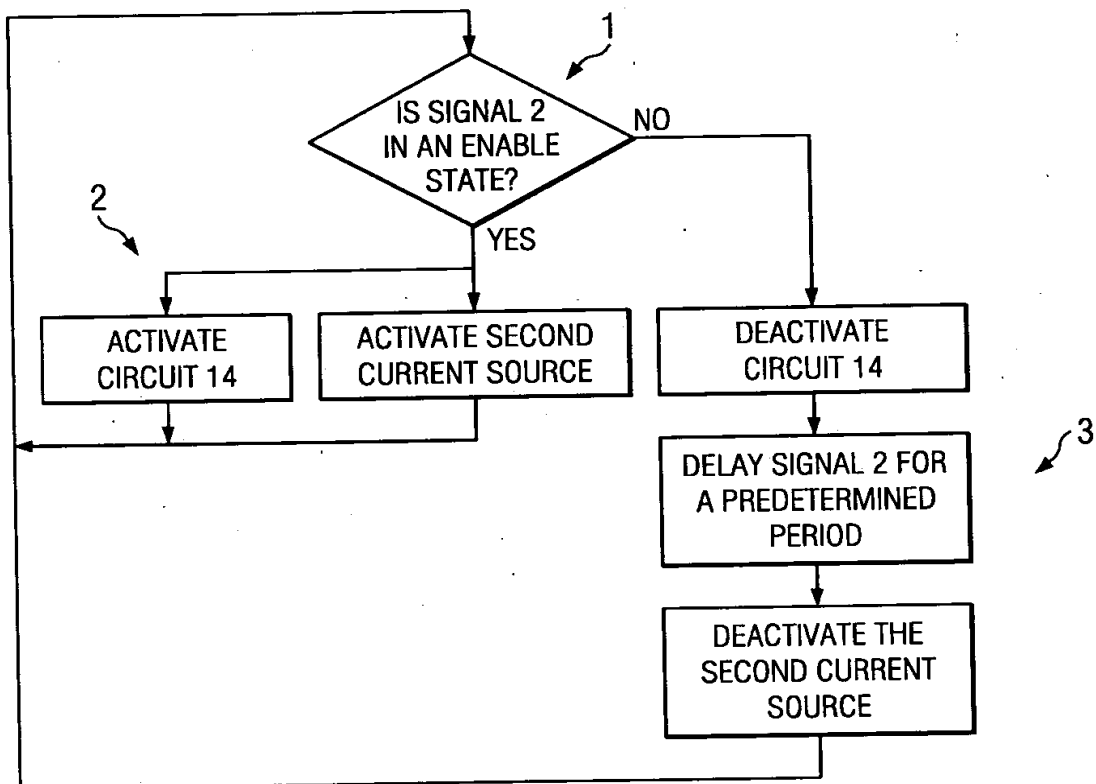 1
IS SIGNAL 2
IN AN ENABLE
STATE?
NO
2
YES
ACTIVATE
CIRCUIT 14
ACTIVATE SECOND
CURRENT SOURCE
DEACTIVATE
CIRCUIT 14
3
DELAY SIGNAL 2 FOR
A PREDETERMINED
PERIOD
DEACTIVATE THE
SECOND CURRENT
SOURCE